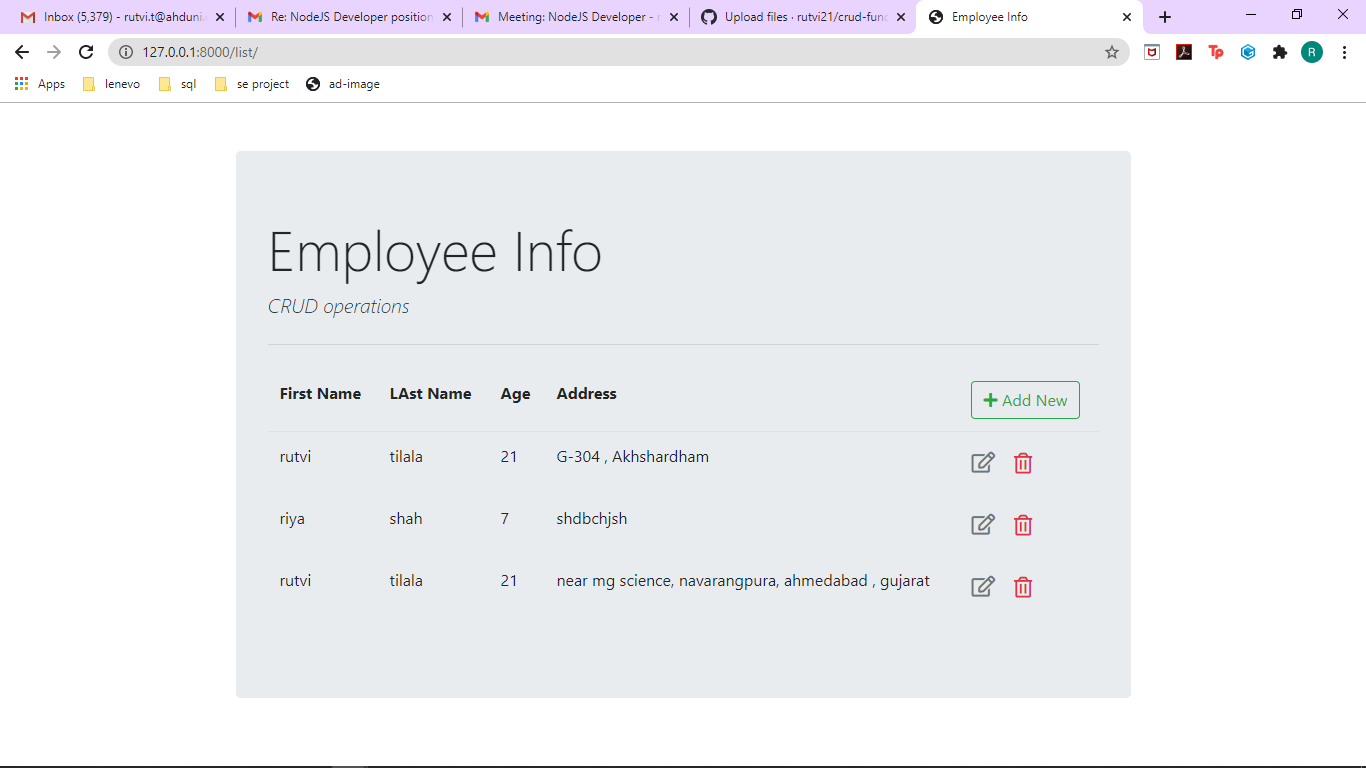 Inbox (5,379) - rutvi.t@ahduni.
Re: NodeJS Developer position
Meeting: NodeJS Developer - r
Upload files · rutvi21/crud-func
Employee Info
127.0.0.1:8000/list/
R
Apps lenevo sql se project ad-image
Employee Info
CRUD operations
First Name LAst Name Age Address Add New
rutvi tilala 21 G-304 , Akhshardham
riya shah 7 shdbchjsh
rutvi tilala 21 near mg science, navarangpura, ahmedabad , gujarat